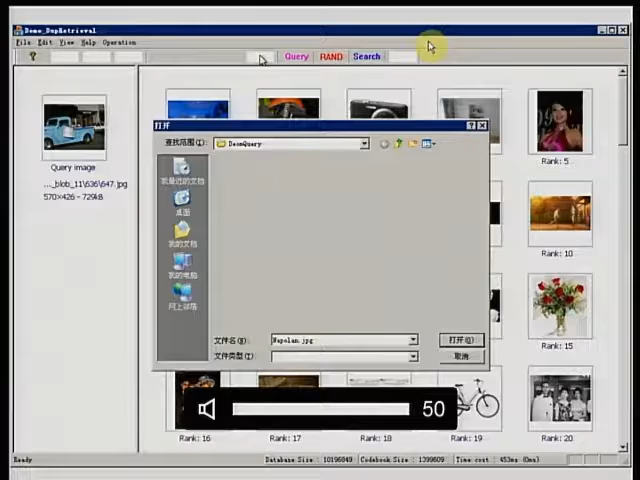 Demo_DupRetrieval
File Edit View Help Operation
Query RAND Search
打开
查找范围(I): DeomQuery
我最近的文档
桌面
我的文档
我的电脑
网上邻居
文件名(N): Napolun.jpg 打开(O)
文件类型(T): 取消
Query image
..._blob_11\636\647.jpg
570×426 - 729kB
Rank: 5
Rank: 10
Rank: 15
50
Rank: 16 Rank: 17 Rank: 18 Rank: 19 Rank: 20
Ready Database Size : 10196849 Codebook Size : 1399609 Time cost : 453ms (0ms)